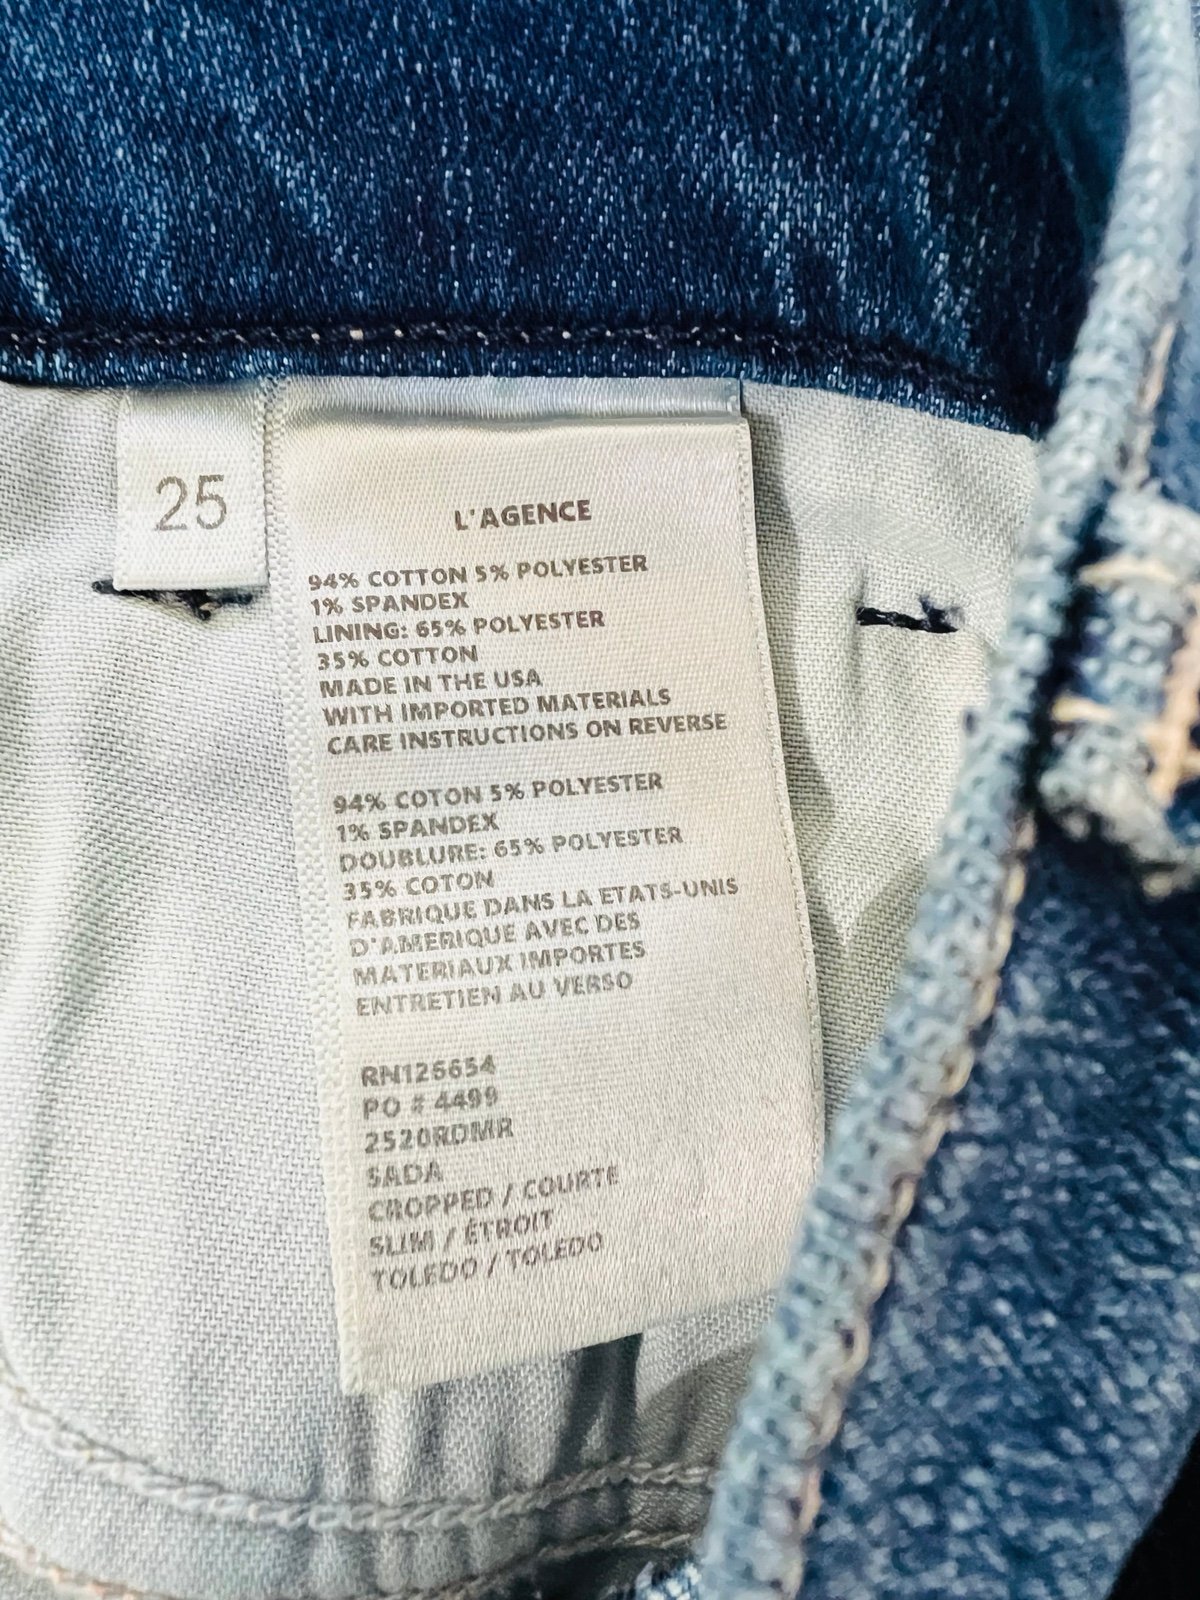 25
L'AGENCE
94% COTTON 5% POLYESTER
1% SPANDEX
LINING: 65% POLYESTER
35% COTTON
MADE IN THE USA
WITH IMPORTED MATERIALS
CARE INSTRUCTIONS ON REVERSE
94% COTON 5% POLYESTER
1% SPANDEX
DOUBLURE: 65% POLYESTER
35% COTON
FABRIQUE DANS LA ETATS-UNIS
D'AMERIQUE AVEC DES
MATERIAUX IMPORTES
ENTRETIEN AU VERSO
RN126654
PO # 4499
2520RDMR
SADA
CROPPED / COURTE
SLIM / ÉTROIT
TOLEDO / TOLEDO